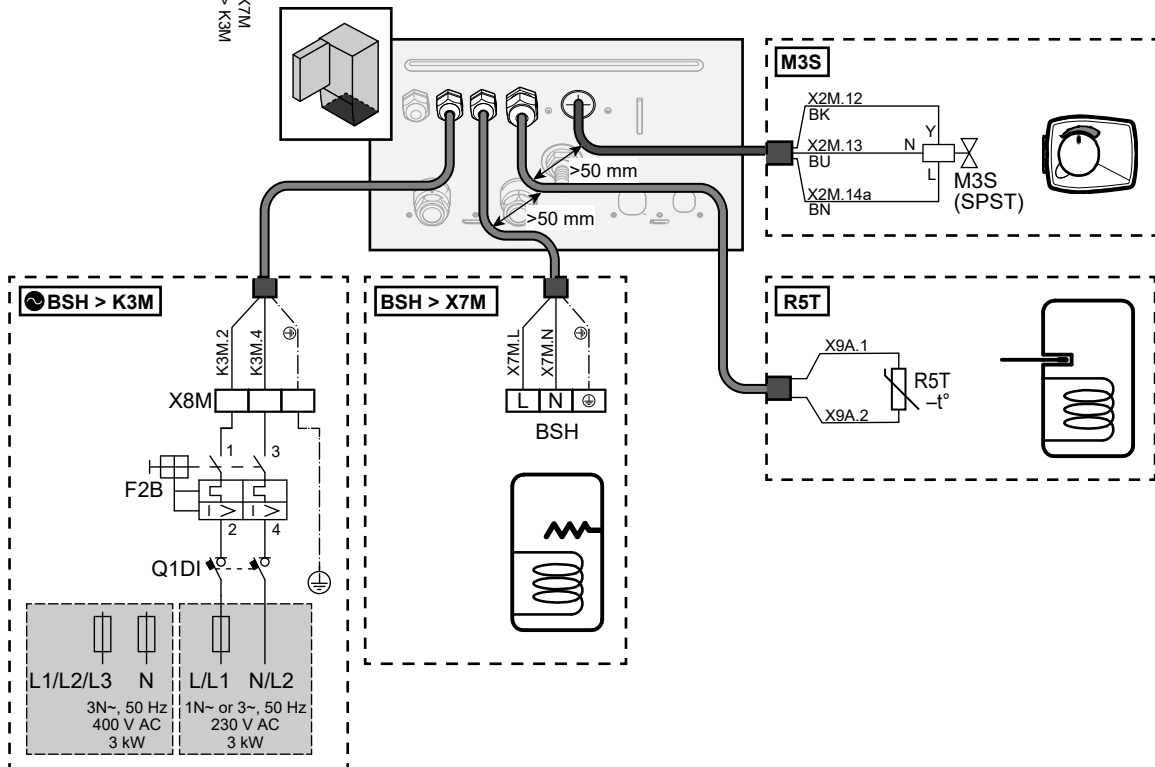 X7M
> K3M
>50 mm
>50 mm
M3S
X2M.12
BK
X2M.13
BU
X2M.14a
BN
Y
N
L
M3S
(SPST)
BSH > K3M
K3M.2
K3M.4
X8M
1
3
F2B
I >
I >
2
4
Q1DI
L1/L2/L3 N
3N~, 50 Hz
400 V AC
3 kW
L/L1 N/L2
1N~ or 3~, 50 Hz
230 V AC
3 kW
BSH > X7M
X7M.L
X7M.N
L N
BSH
R5T
X9A.1
X9A.2
R5T
–t°